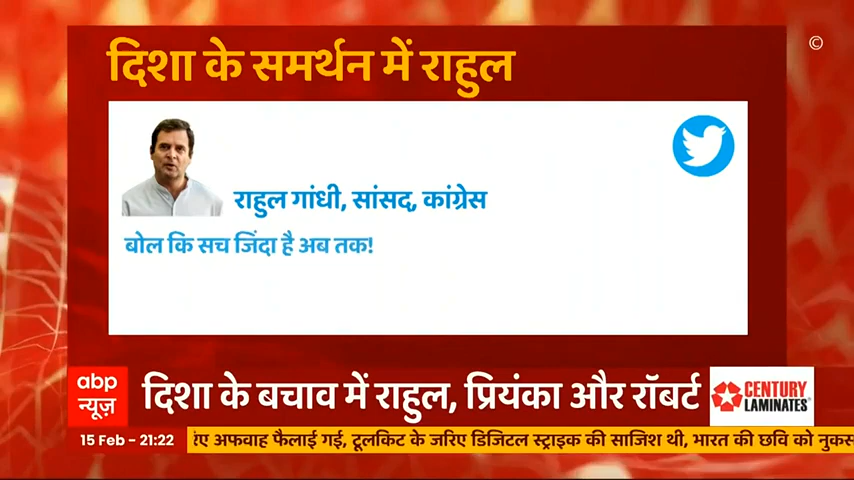 ©
दिशा के समर्थन में राहुल
राहुल गांधी, सांसद, कांग्रेस
बोल कि सच जिंदा है अब तक!
abp न्यूज़
दिशा के बचाव में राहुल, प्रियंका और रॉबर्ट
CENTURY LAMINATES
15 Feb - 21:22
अफवाह फैलाई गई, टूलकिट के जरिए डिजिटल स्ट्राइक की साजिश थी, भारत की छवि को